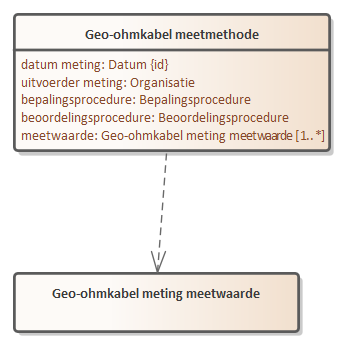 Geo-ohmkabel meetmethode
datum meting: Datum {id}
uitvoerder meting: Organisatie
bepalingsprocedure: Bepalingsprocedure
beoordelingsprocedure: Beoordelingsprocedure
meetwaarde: Geo-ohmkabel meting meetwaarde [1..*]
Geo-ohmkabel meting meetwaarde